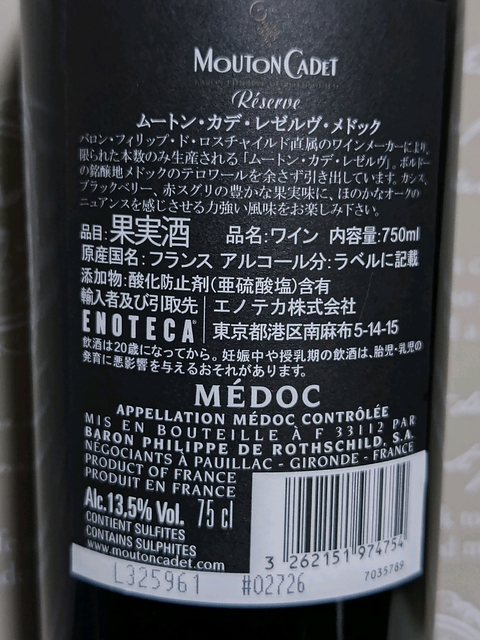 MOUTON CADET
Réserve
ムートン・カデ・レゼルヴ・メドック
バロン・フィリップ・ド・ロスチャイルド直属のワインメーカーにより、
限られた本数のみ生産される「ムートン・カデ・レゼルヴ」。ボルドー
の銘醸地メドックのテロワールを余さず引き出しています。カシス、
ブラックベリー、赤スグリの豊かな果実味に、ほのかなオークの
ニュアンスを感じさせる力強い風味をお楽しみ下さい。
品目:果実酒 品名:ワイン 内容量:750ml
原産国名:フランス アルコール分:ラベルに記載
添加物:酸化防止剤(亜硫酸塩)含有
輸入者及び引取先 エノテカ株式会社
ENOTECA 東京都港区南麻布5-14-15
飲酒は20歳になってから。妊娠中や授乳期の飲酒は、胎児・乳児の
発育に悪影響を与えるおそれがあります。
MÉDOC
APPELLATION MÉDOC CONTRÔLÉE
MIS EN BOUTEILLE À F 33112 PAR
BARON PHILIPPE DE ROTHSCHILD, S.A.
NÉGOCIANTS À PAUILLAC - GIRONDE - FRANCE
PRODUCT OF FRANCE
PRODUIT EN FRANCE
Alc.13.5% Vol. 75 cl
CONTIENT SULFITES
CONTAINS SULPHITES
www.moutoncadet.com
3 262151 974754
7035789
L325961 #02726